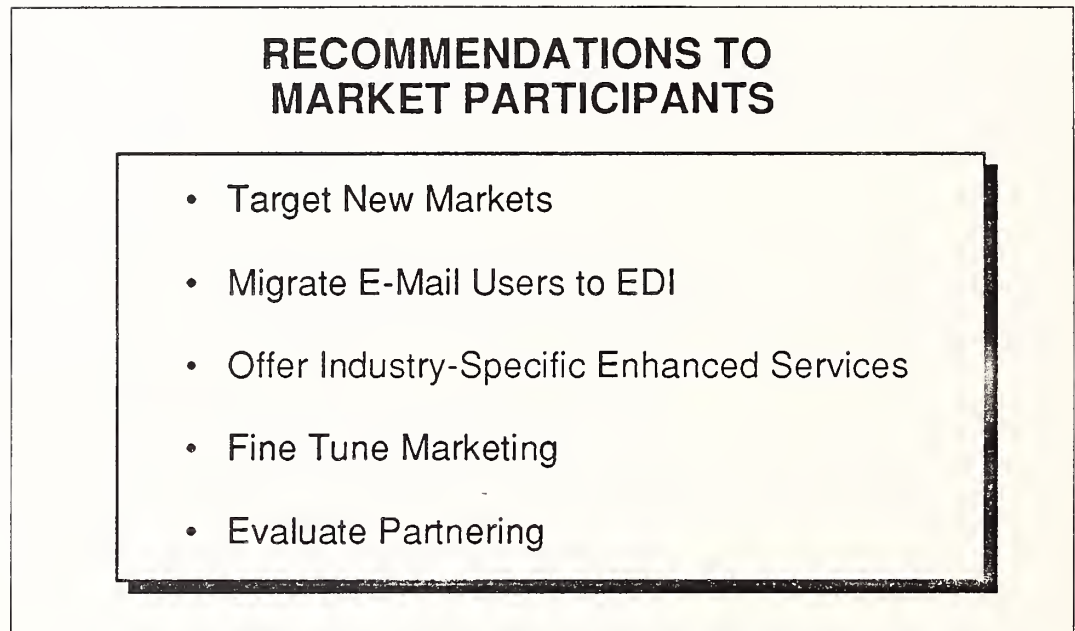 RECOMMENDATIONS TO
MARKET PARTICIPANTS
• Target New Markets
• Migrate E-Mail Users to EDI
• Offer Industry-Specific Enhanced Services
• Fine Tune Marketing
• Evaluate Partnering